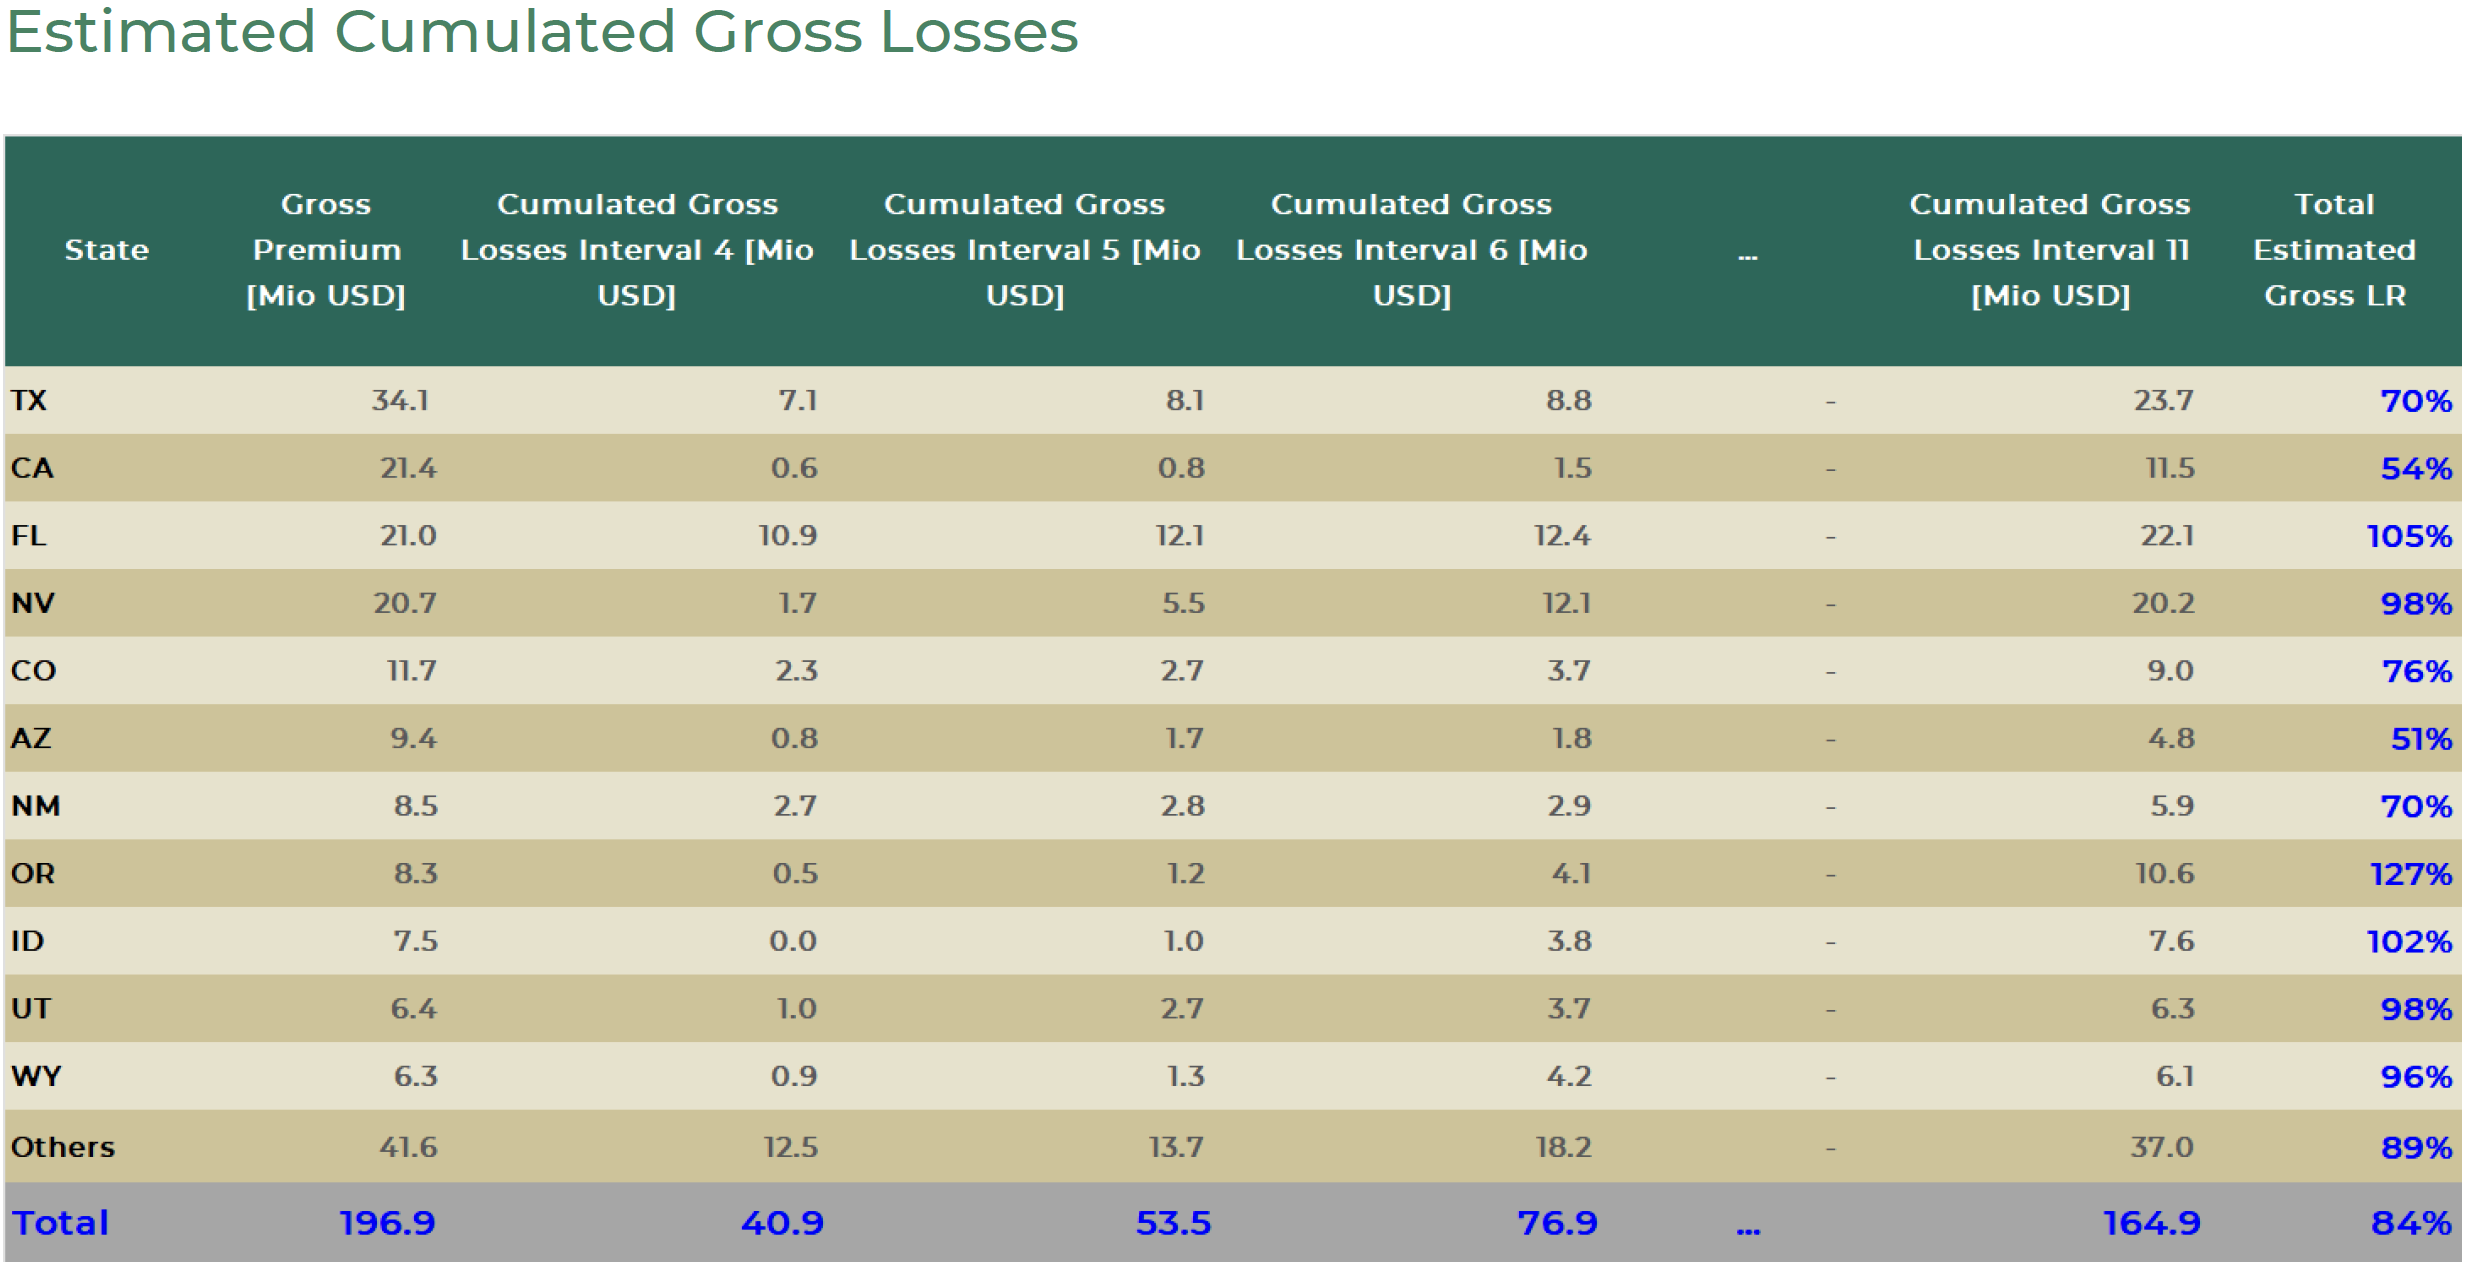 Estimated Cumulated Gross Losses
State Gross Premium [Mio USD] Cumulated Gross Losses Interval 4 [Mio USD] Cumulated Gross Losses Interval 5 [Mio USD] Cumulated Gross Losses Interval 6 [Mio USD] ... Cumulated Gross Losses Interval 11 [Mio USD] Total Estimated Gross LR
TX 34.1 7.1 8.1 8.8 - 23.7 70%
CA 21.4 0.6 0.8 1.5 - 11.5 54%
FL 21.0 10.9 12.1 12.4 - 22.1 105%
NV 20.7 1.7 5.5 12.1 - 20.2 98%
CO 11.7 2.3 2.7 3.7 - 9.0 76%
AZ 9.4 0.8 1.7 1.8 - 4.8 51%
NM 8.5 2.7 2.8 2.9 - 5.9 70%
OR 8.3 0.5 1.2 4.1 - 10.6 127%
ID 7.5 0.0 1.0 3.8 - 7.6 102%
UT 6.4 1.0 2.7 3.7 - 6.3 98%
WY 6.3 0.9 1.3 4.2 - 6.1 96%
Others 41.6 12.5 13.7 18.2 - 37.0 89%
Total 196.9 40.9 53.5 76.9 ... 164.9 84%